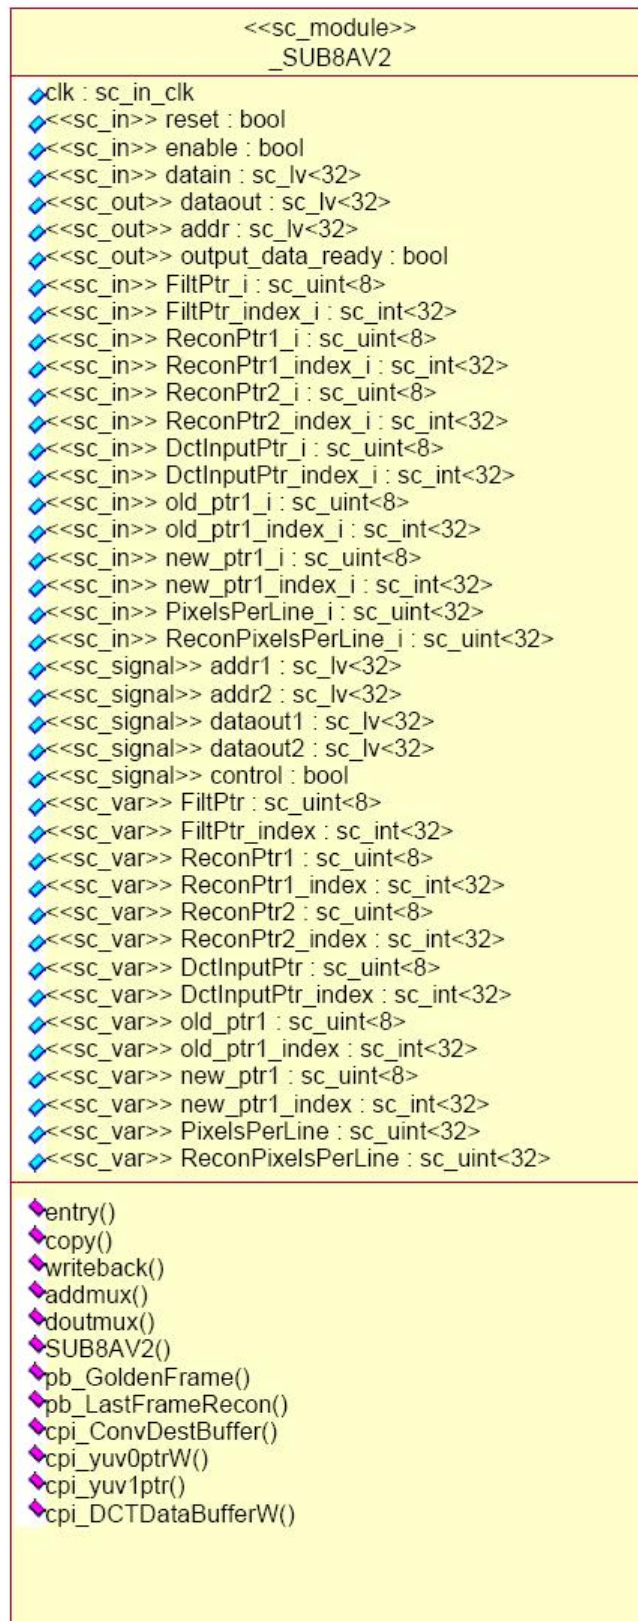 <<sc_module>>
_SUB8AV2
clk : sc_in_clk
<<sc_in>> reset : bool
<<sc_in>> enable : bool
<<sc_in>> datain : sc_lv<32>
<<sc_out>> dataout : sc_lv<32>
<<sc_out>> addr : sc_lv<32>
<<sc_out>> output_data_ready : bool
<<sc_in>> FiltPtr_i : sc_uint<8>
<<sc_in>> FiltPtr_index_i : sc_int<32>
<<sc_in>> ReconPtr1_i : sc_uint<8>
<<sc_in>> ReconPtr1_index_i : sc_int<32>
<<sc_in>> ReconPtr2_i : sc_uint<8>
<<sc_in>> ReconPtr2_index_i : sc_int<32>
<<sc_in>> DctInputPtr_i : sc_uint<8>
<<sc_in>> DctInputPtr_index_i : sc_int<32>
<<sc_in>> old_ptr1_i : sc_uint<8>
<<sc_in>> old_ptr1_index_i : sc_int<32>
<<sc_in>> new_ptr1_i : sc_uint<8>
<<sc_in>> new_ptr1_index_i : sc_int<32>
<<sc_in>> PixelsPerLine_i : sc_uint<32>
<<sc_in>> ReconPixelsPerLine_i : sc_uint<32>
<<sc_signal>> addr1 : sc_lv<32>
<<sc_signal>> addr2 : sc_lv<32>
<<sc_signal>> dataout1 : sc_lv<32>
<<sc_signal>> dataout2 : sc_lv<32>
<<sc_signal>> control : bool
<<sc_var>> FiltPtr : sc_uint<8>
<<sc_var>> FiltPtr_index : sc_int<32>
<<sc_var>> ReconPtr1 : sc_uint<8>
<<sc_var>> ReconPtr1_index : sc_int<32>
<<sc_var>> ReconPtr2 : sc_uint<8>
<<sc_var>> ReconPtr2_index : sc_int<32>
<<sc_var>> DctInputPtr : sc_uint<8>
<<sc_var>> DctInputPtr_index : sc_int<32>
<<sc_var>> old_ptr1 : sc_uint<8>
<<sc_var>> old_ptr1_index : sc_int<32>
<<sc_var>> new_ptr1 : sc_uint<8>
<<sc_var>> new_ptr1_index : sc_int<32>
<<sc_var>> PixelsPerLine : sc_uint<32>
<<sc_var>> ReconPixelsPerLine : sc_uint<32>
entry()
copy()
writeback()
addmux()
doutmux()
SUB8AV2()
pb_GoldenFrame()
pb_LastFrameRecon()
cpi_ConvDestBuffer()
cpi_yuv0ptrW()
cpi_yuv1ptr()
cpi_DCTDataBufferW()